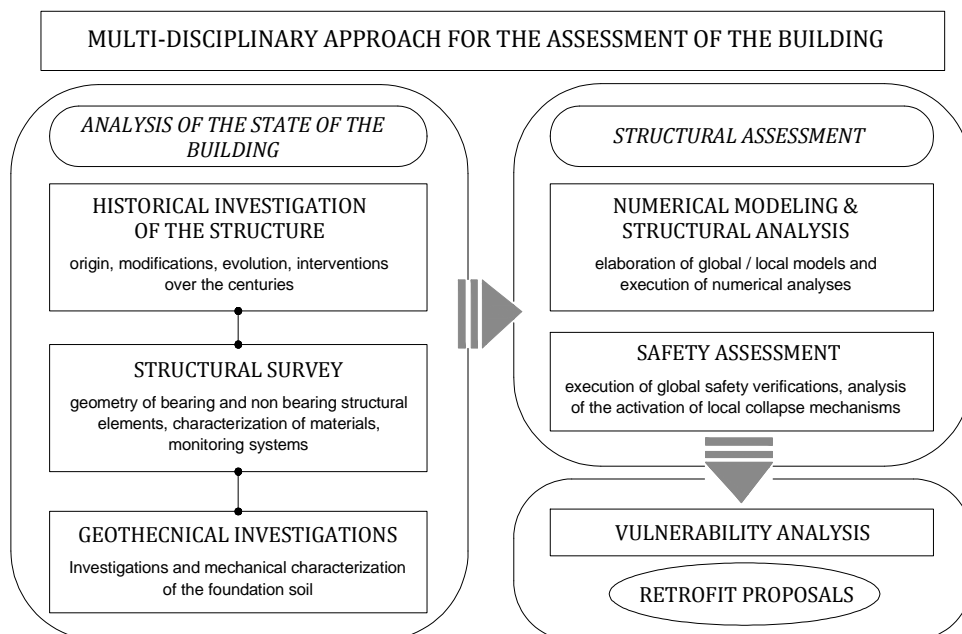 MULTI-DISCIPLINARY APPROACH FOR THE ASSESSMENT OF THE BUILDING
ANALYSIS OF THE STATE OF THE
BUILDING
HISTORICAL INVESTIGATION
OF THE STRUCTURE
origin, modifications, evolution, interventions
over the centuries
STRUCTURAL SURVEY
geometry of bearing and non bearing structural
elements, characterization of materials,
monitoring systems
GEOTHECNICAL INVESTIGATIONS
Investigations and mechanical characterization
of the foundation soil
STRUCTURAL ASSESSMENT
NUMERICAL MODELING &
STRUCTURAL ANALYSIS
elaboration of global / local models and
execution of numerical analyses
SAFETY ASSESSMENT
execution of global safety verifications, analysis
of the activation of local collapse mechanisms
VULNERABILITY ANALYSIS
RETROFIT PROPOSALS